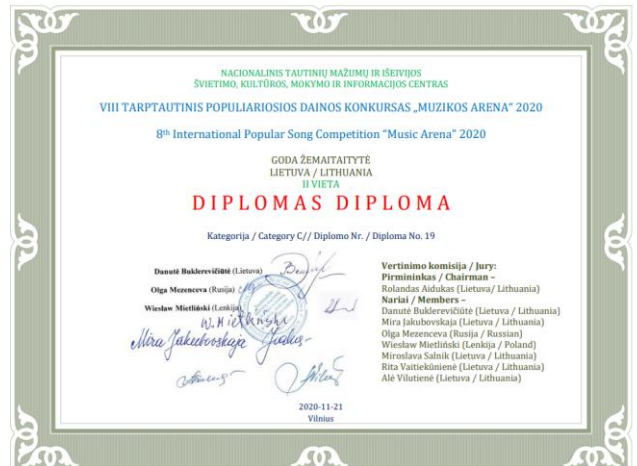 NACIONALINIS TAUTINIŲ MAŽUMŲ IR IŠEIVIJOS
ŠVIETIMO, KULTŪROS, MOKYMO IR INFORMACIJOS CENTRAS
VIII TARPTAUTINIS POPULIARIOSIOS DAINOS KONKURSAS „MUZIKOS ARENA“ 2020
8th International Popular Song Competition “Music Arena” 2020
GODA ŽEMAITAITYTĖ
LIETUVA / LITHUANIA
II VIETA
DIPLOMAS DIPLOMA
Kategorija / Category C// Diplomo Nr. / Diploma No. 19
Danutė Buklerevičiūtė (Lietuva)
Olga Mezenceva (Rusija)
Wiesław Mietliński (Lenkija)
W. Mietliński
Mira Jakubovskaja
Vertinimo komisija / Jury:
Pirmininkas / Chairman –
Rolandas Aidukas (Lietuva/ Lithuania)
Nariai / Members –
Danutė Buklerevičiūtė (Lietuva / Lithuania)
Mira Jakubovskaja (Lietuva / Lithuania)
Olga Mezenceva (Rusija / Russian)
Wiesław Mietliński (Lenkija / Poland)
Miroslava Salnik (Lietuva / Lithuania)
Rita Vaitiekūnienė (Lietuva / Lithuania)
Alė Vilutienė (Lietuva / Lithuania)
2020-11-21
Vilnius